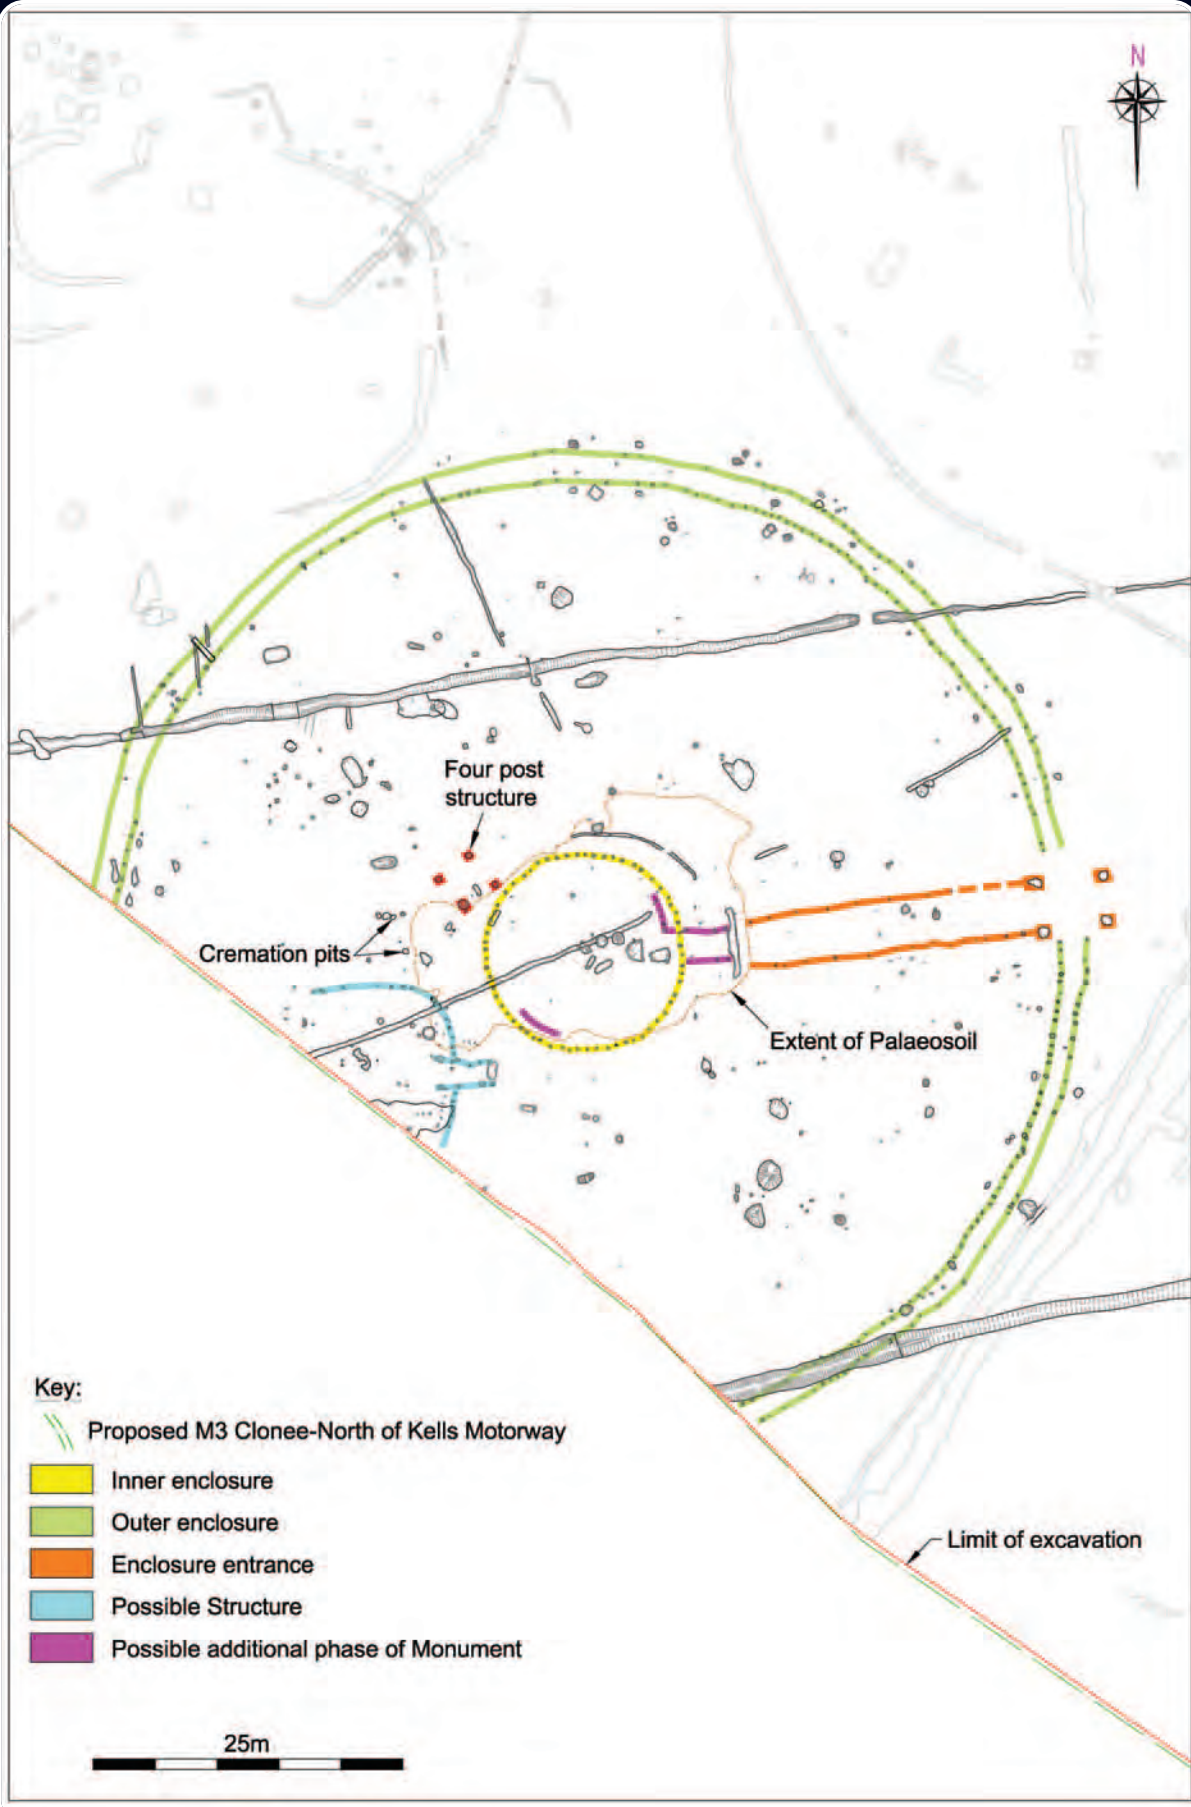 N
Four post
structure
Cremation pits
Extent of Palaeosoil
Key:
Proposed M3 Clonee-North of Kells Motorway
Inner enclosure
Outer enclosure
Enclosure entrance
Possible Structure
Possible additional phase of Monument
Limit of excavation
25m